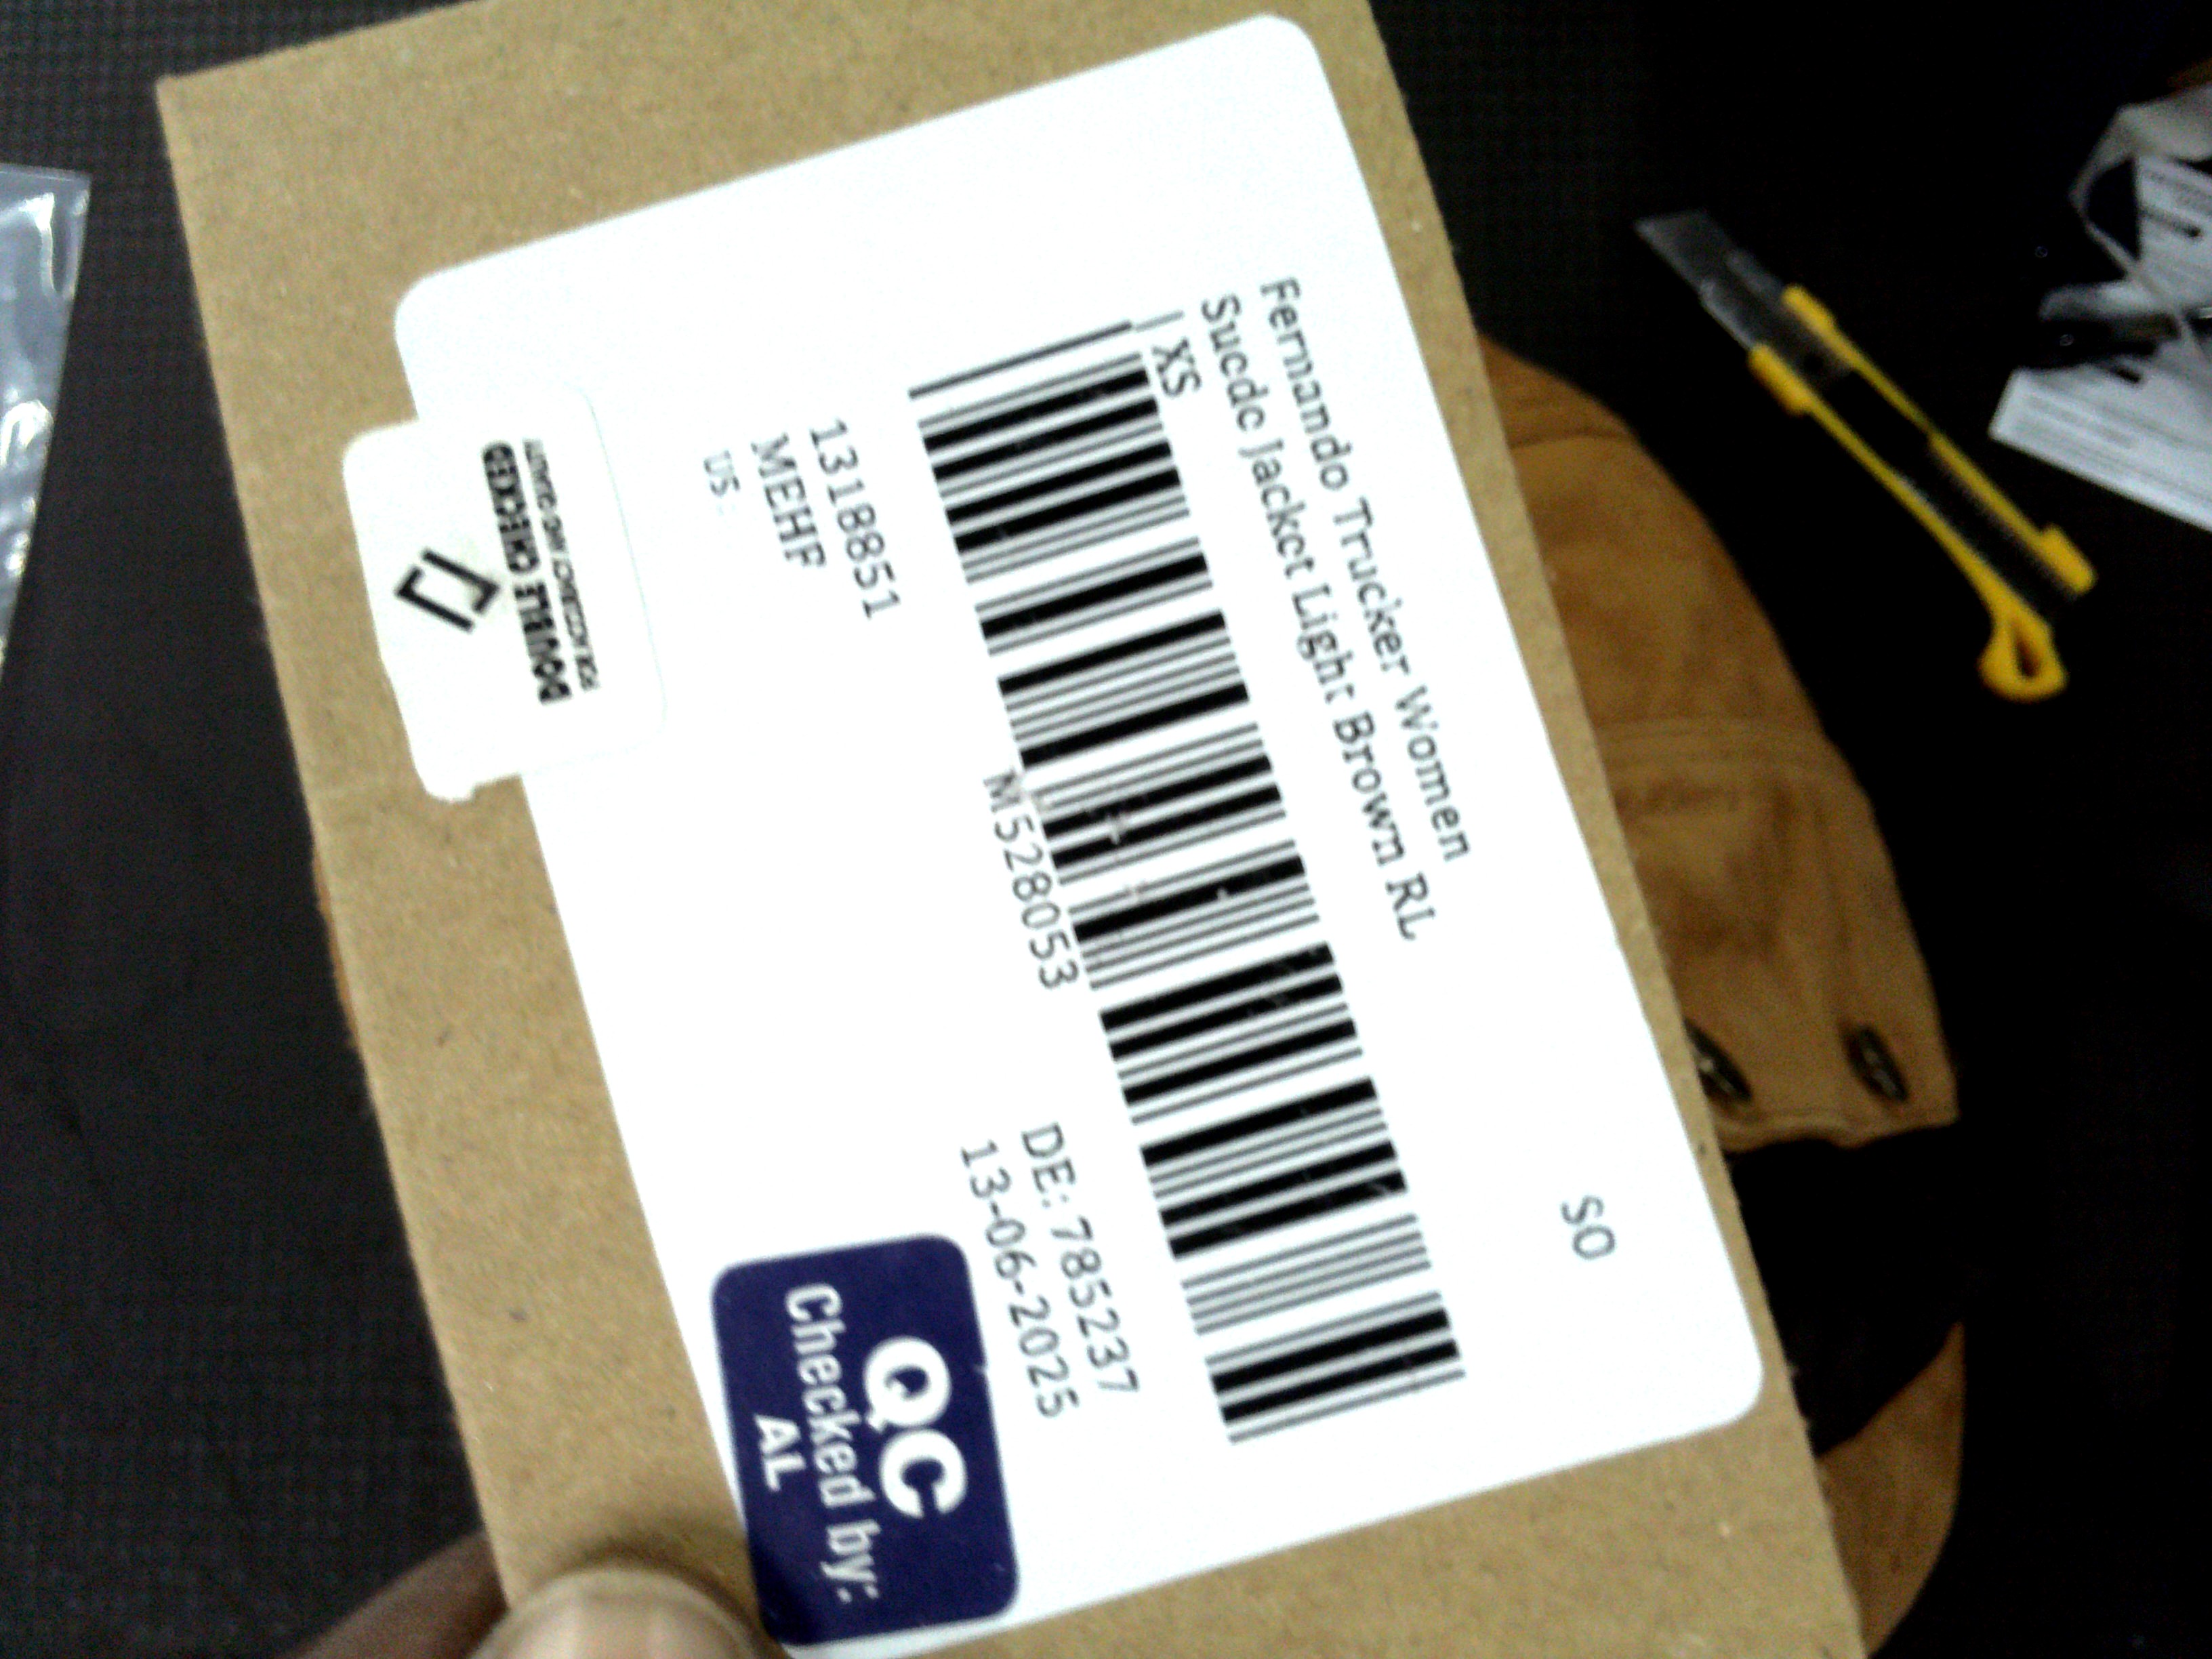 SO
Fernando Trucker Women
Suede Jacket Light Brown RL
XS
M5280053
1318851
MEHF
US
DE: 785237
13-06-2025
QC
Checked by:
AL
DOUBLE CHECKED